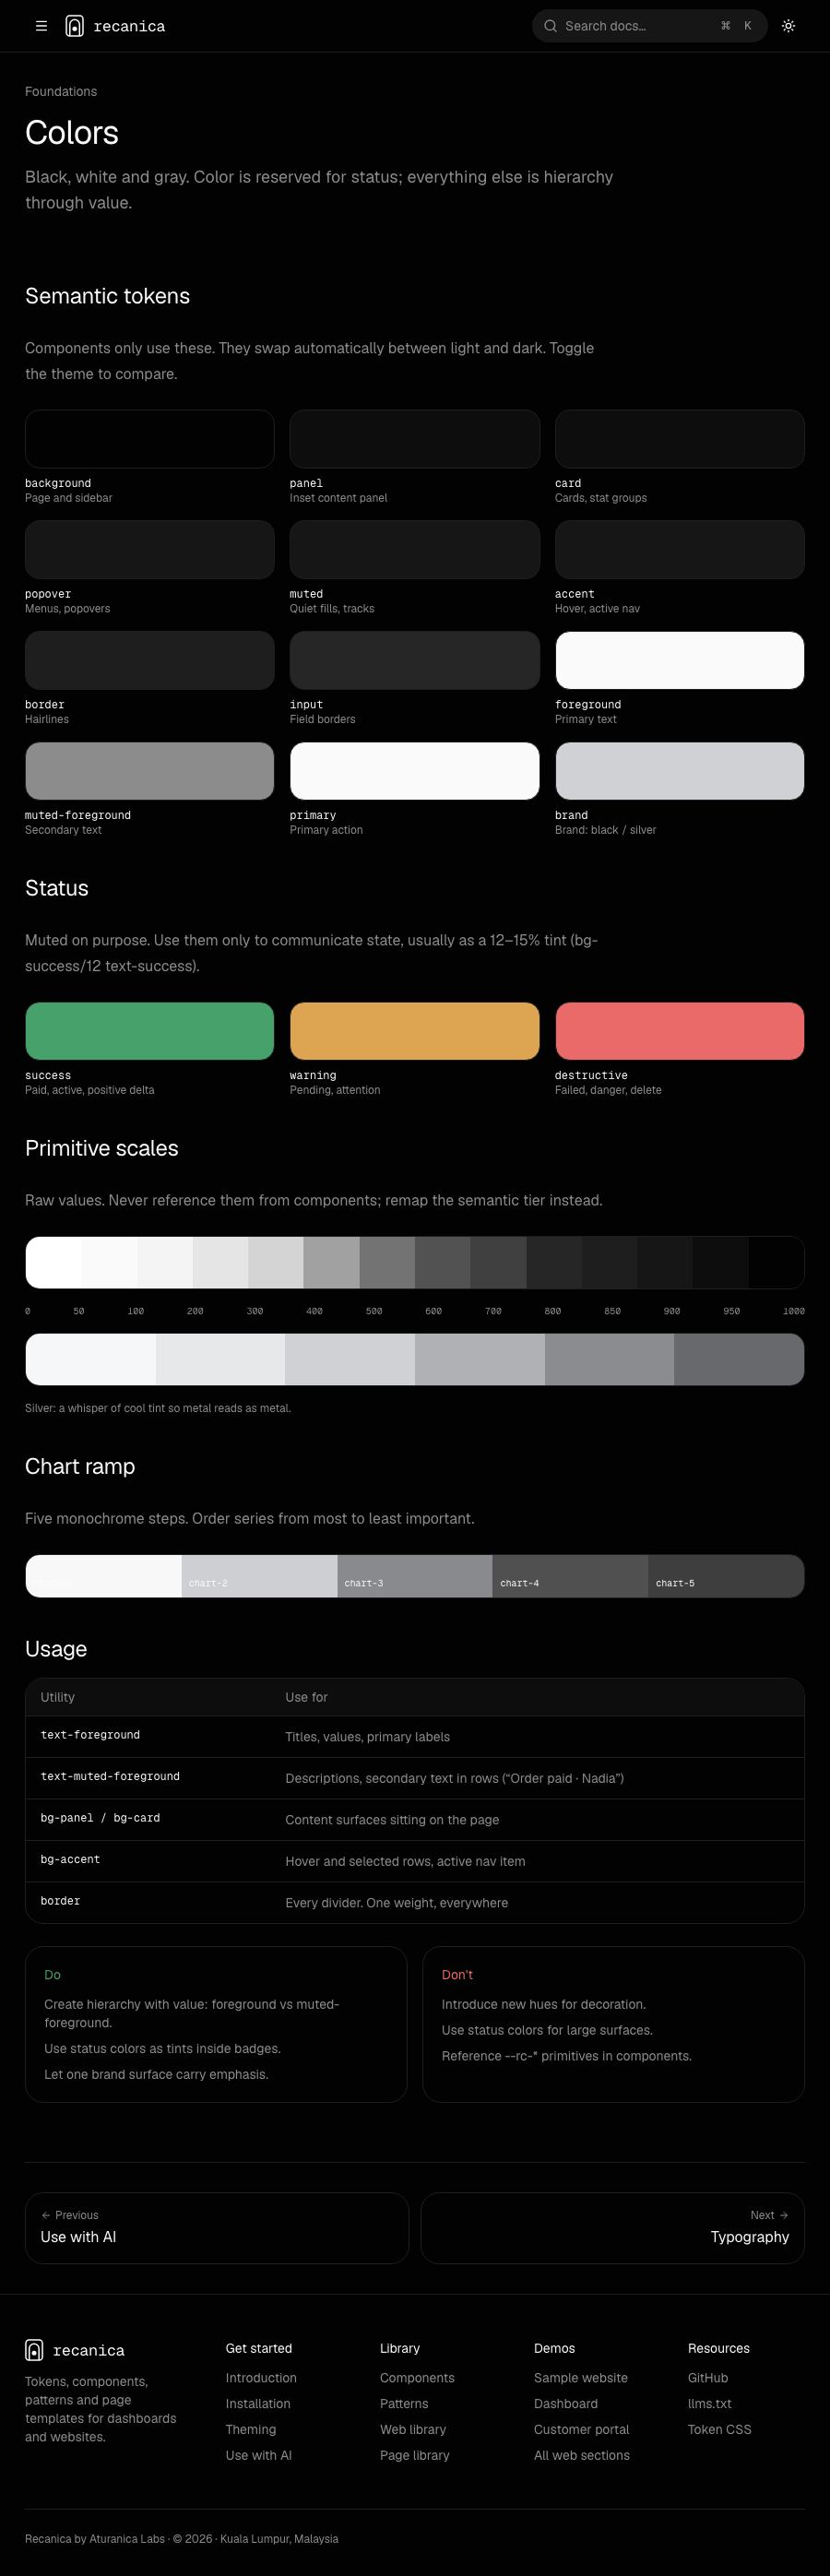 recanica
Search docs...
⌘ K
Foundations
Colors
Black, white and gray. Color is reserved for status; everything else is hierarchy
through value.
Semantic tokens
Components only use these. They swap automatically between light and dark. Toggle
the theme to compare.
background
Page and sidebar
panel
Inset content panel
card
Cards, stat groups
popover
Menus, popovers
muted
Quiet fills, tracks
accent
Hover, active nav
border
Hairlines
input
Field borders
foreground
Primary text
muted-foreground
Secondary text
primary
Primary action
brand
Brand: black / silver
Status
Muted on purpose. Use them only to communicate state, usually as a 12–15% tint (bg-
success/12 text-success).
success
Paid, active, positive delta
warning
Pending, attention
destructive
Failed, danger, delete
Primitive scales
Raw values. Never reference them from components; remap the semantic tier instead.
0 50 100 200 300 400 500 600 700 800 850 900 950 1000
Silver: a whisper of cool tint so metal reads as metal.
Chart ramp
Five monochrome steps. Order series from most to least important.
chart-2 chart-3 chart-4 chart-5
Usage
Utility Use for
text-foreground Titles, values, primary labels
text-muted-foreground Descriptions, secondary text in rows (“Order paid · Nadia”)
bg-panel / bg-card Content surfaces sitting on the page
bg-accent Hover and selected rows, active nav item
border Every divider. One weight, everywhere
Do
Create hierarchy with value: foreground vs muted-
foreground.
Use status colors as tints inside badges.
Let one brand surface carry emphasis.
Don't
Introduce new hues for decoration.
Use status colors for large surfaces.
Reference --rc-* primitives in components.
← Previous
Use with AI
Next →
Typography
recanica
Tokens, components,
patterns and page
templates for dashboards
and websites.
Get started
Introduction
Installation
Theming
Use with AI
Library
Components
Patterns
Web library
Page library
Demos
Sample website
Dashboard
Customer portal
All web sections
Resources
GitHub
llms.txt
Token CSS
Recanica by Aturanica Labs · © 2026 · Kuala Lumpur, Malaysia